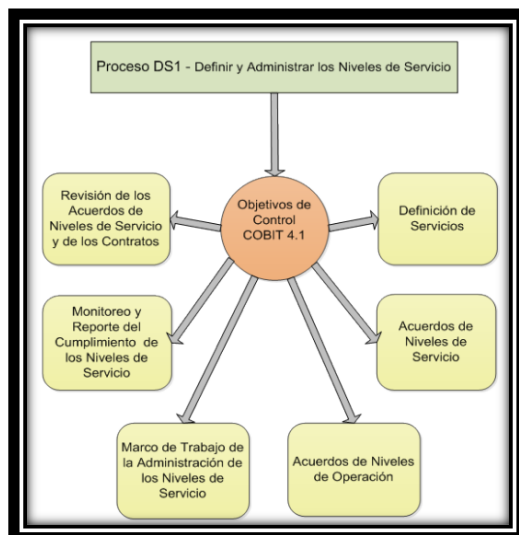 Proceso DS1 - Definir y Administrar los Niveles de Servicio
Objetivos de
Control
COBIT 4.1
Revisión de los
Acuerdos de
Niveles de Servicio
y de los Contratos
Definición de
Servicios
Monitoreo y
Reporte del
Cumplimiento de
los Niveles de
Servicio
Acuerdos de
Niveles de
Servicio
Marco de Trabajo de
la Administración de
los Niveles de
Servicio
Acuerdos de Niveles
de Operación